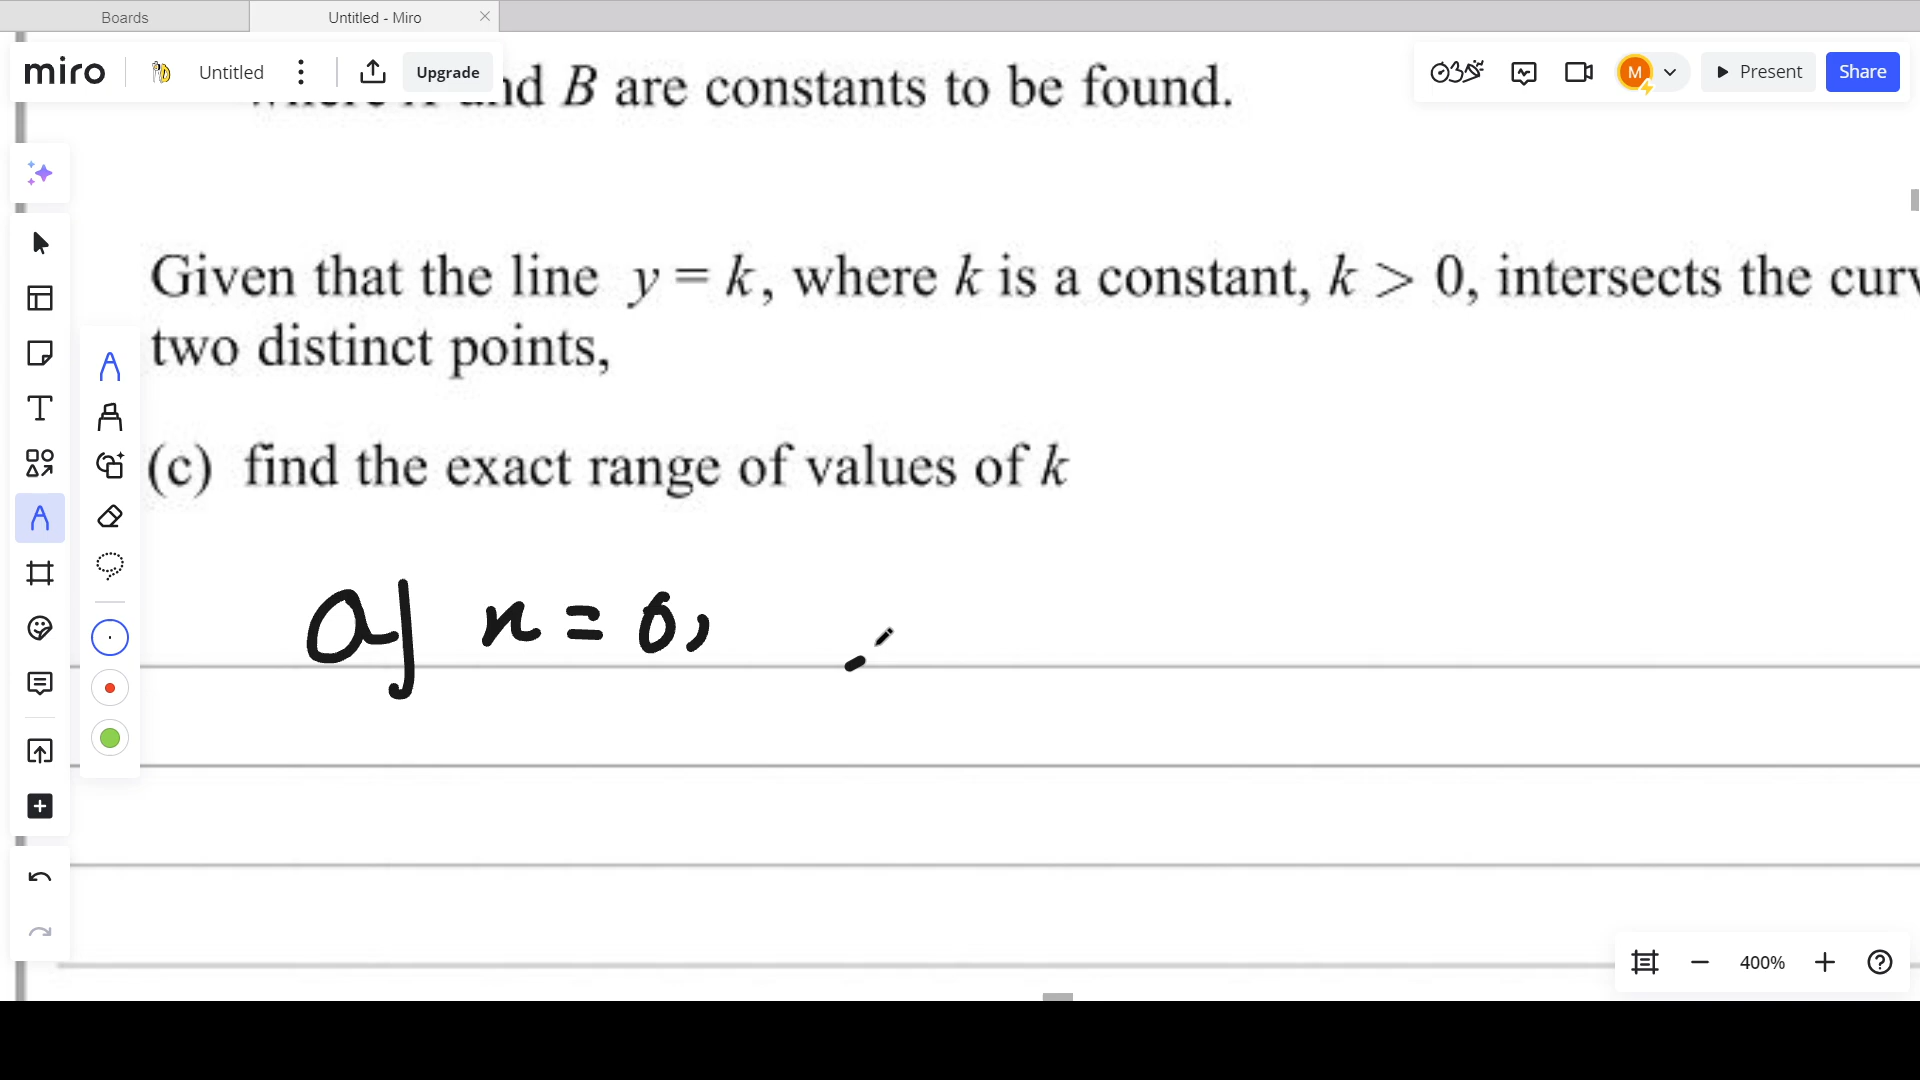 Boards
Untitled - Miro
miro
Untitled
Upgrade
M
Present
Share
where A and B are constants to be found.
Given that the line y = k, where k is a constant, k > 0, intersects the
two distinct points,
(c) find the exact range of values of k
a) x = 0,
400%